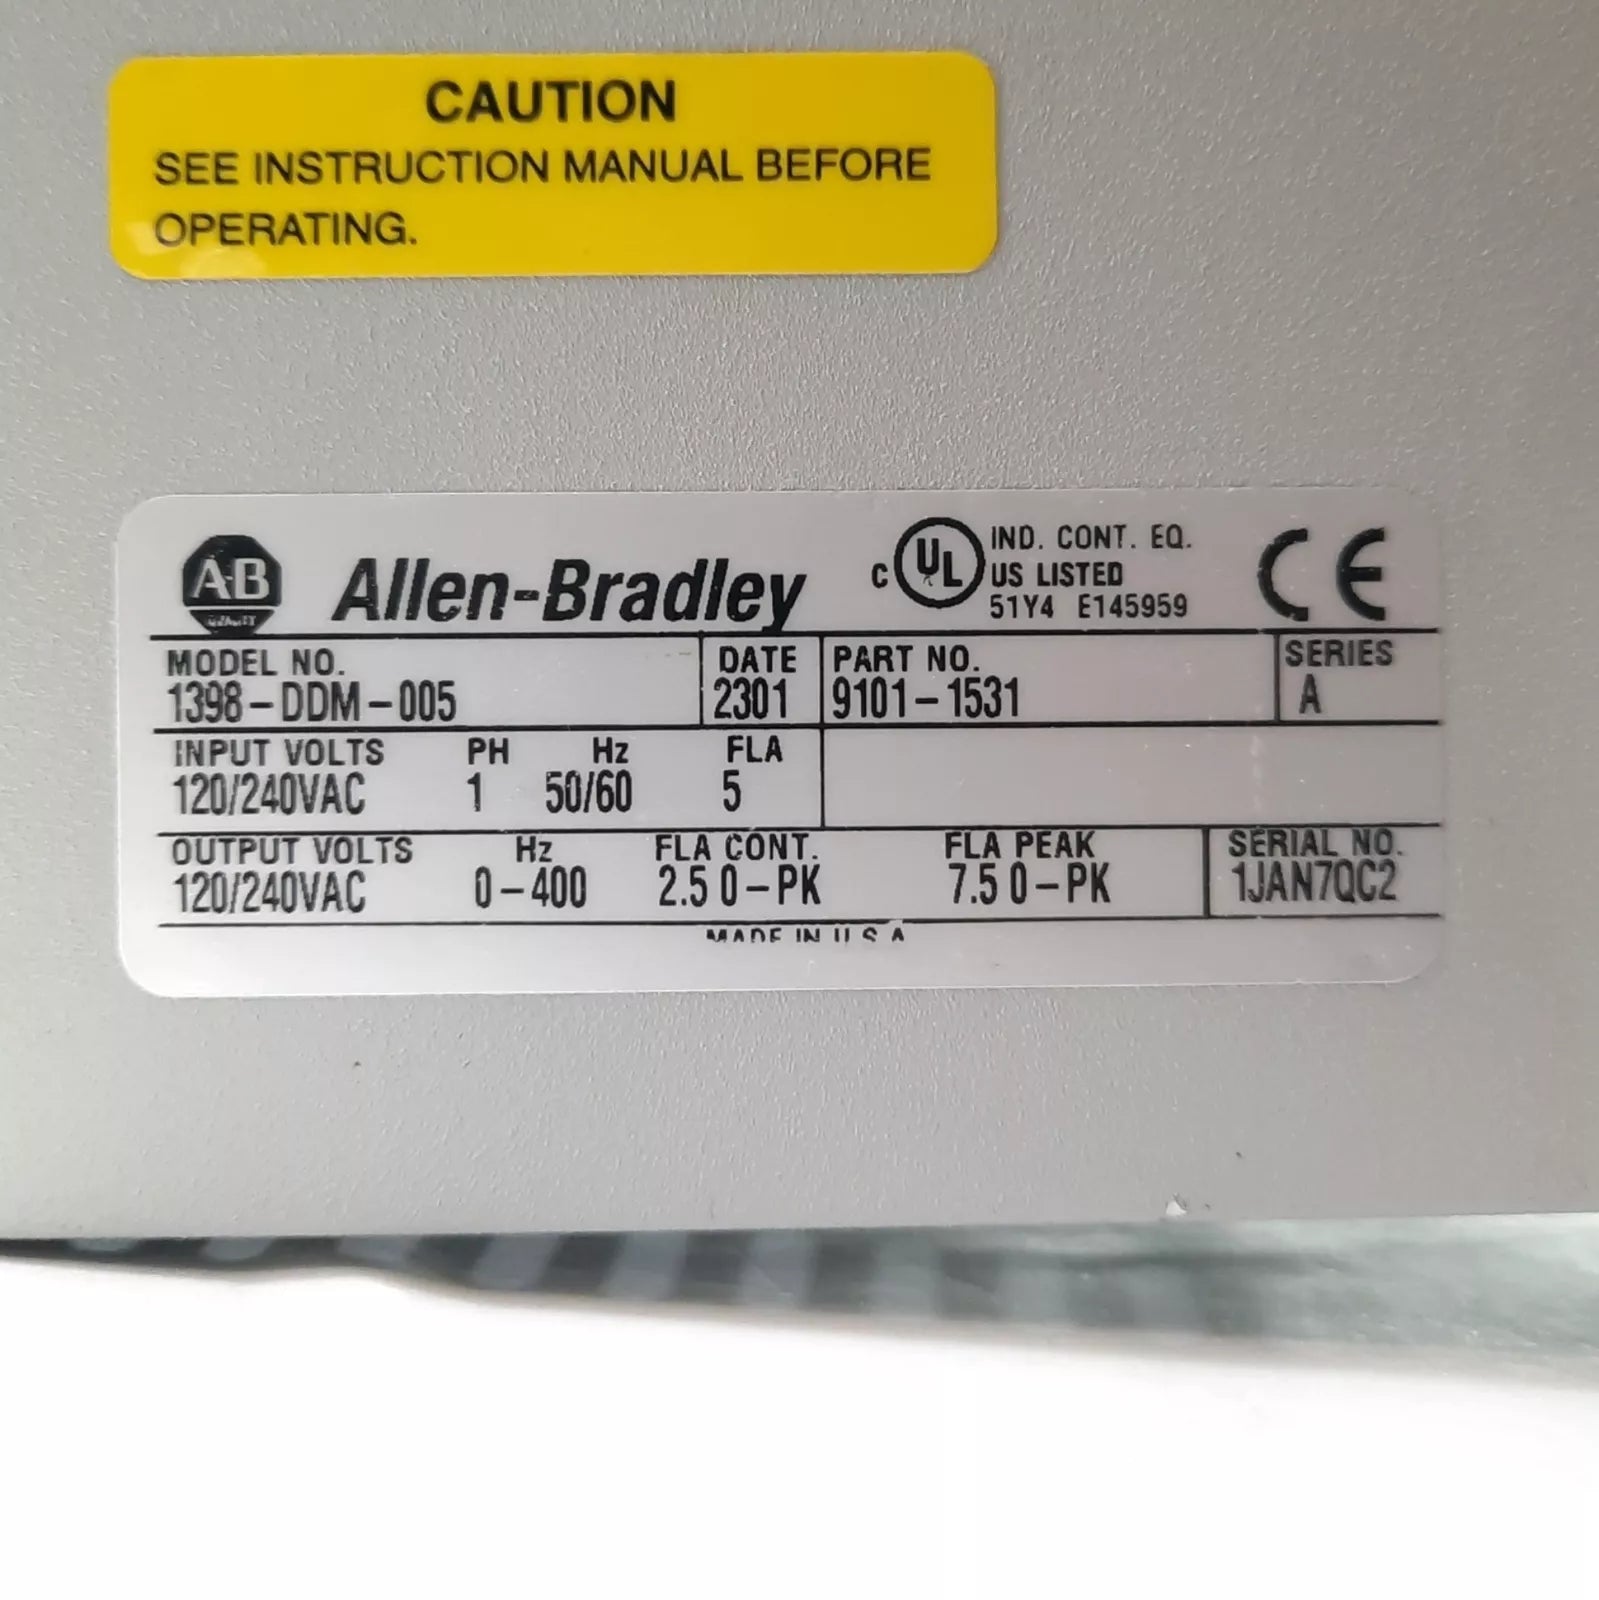 CAUTION
SEE INSTRUCTION MANUAL BEFORE
OPERATING.
A-B Allen-Bradley
c UL IND. CONT. EQ.
US LISTED
51Y4 E145959
CE
MODEL NO. DATE PART NO. SERIES
1398-DDM-005 2301 9101-1531 A
INPUT VOLTS PH Hz FLA
120/240VAC 1 50/60 5
OUTPUT VOLTS Hz FLA CONT. FLA PEAK SERIAL NO.
120/240VAC 0-400 2.5 0-PK 7.5 0-PK 1JAN7QC2
MADE IN U.S.A